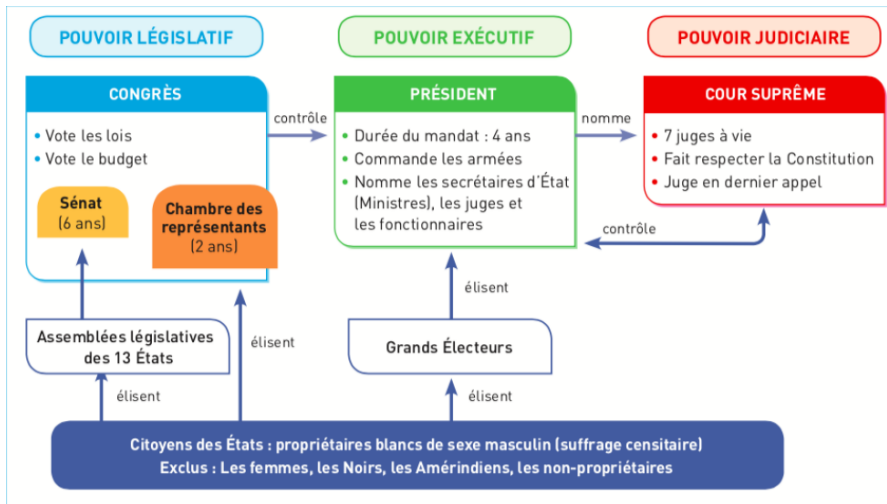 POUVOIR LÉGISLATIF
POUVOIR EXÉCUTIF
POUVOIR JUDICIAIRE
CONGRÈS
• Vote les lois
• Vote le budget
Sénat
(6 ans)
Chambre des
représentants
(2 ans)
contrôle
PRÉSIDENT
• Durée du mandat : 4 ans
• Commande les armées
• Nomme les secrétaires d'État
(Ministres), les juges et
les fonctionnaires
nomme
COUR SUPRÊME
• 7 juges à vie
• Fait respecter la Constitution
• Juge en dernier appel
contrôle
élisent
Assemblées législatives
des 13 États
élisent
Grands Électeurs
élisent
élisent
Citoyens des États : propriétaires blancs de sexe masculin (suffrage censitaire)
Exclus : Les femmes, les Noirs, les Amérindiens, les non-propriétaires